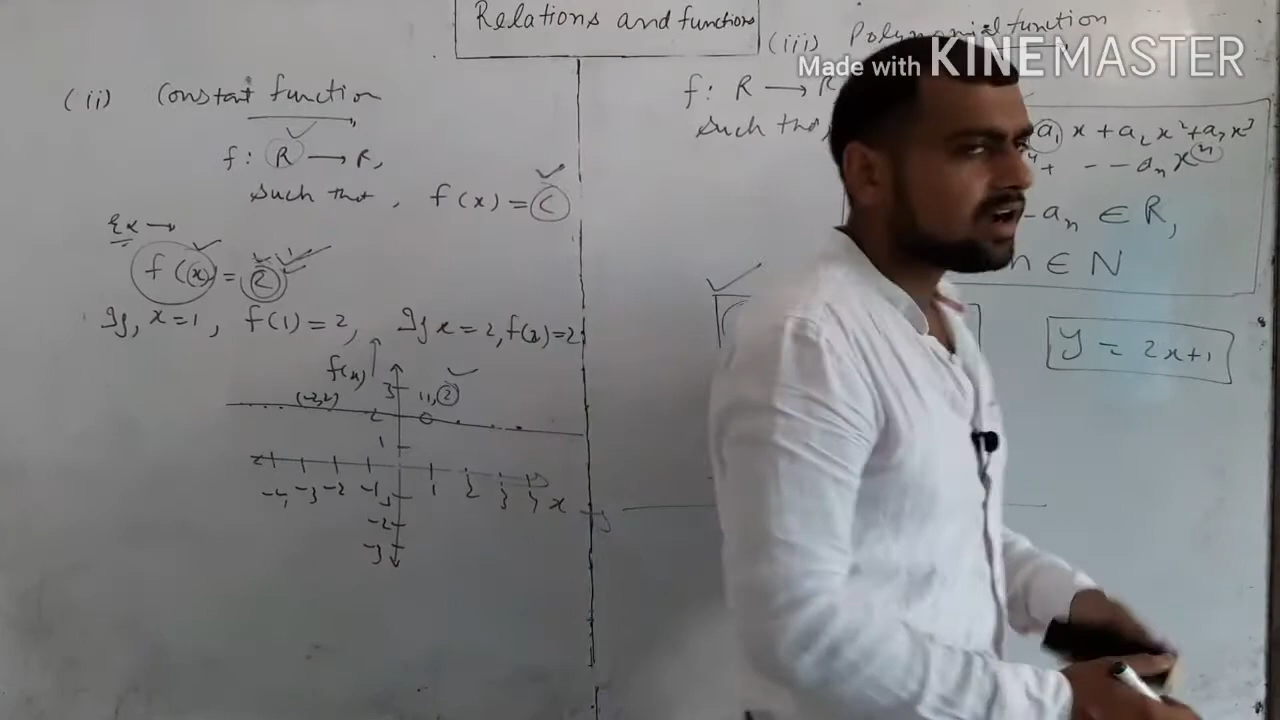 Relations and functions
(ii) Constant function
f: R → R,
such that, f(x) = C
Ex →
f(x) = 2
If, x=1, f(1)=2, If x=2, f(2)=2
f(x)
3
(-2,2) 2 (1,2)
1
-4 -3 -2 -1 1 2 3 4 x
-2
-3
(iii) Polynomial function
f: R → R
such that,
a₁x + a₂x² + a₃x³
+ -- aₙxⁿ
-aₙ ∈ R,
n ∈ N
y = 2x+1
Made with KINEMASTER